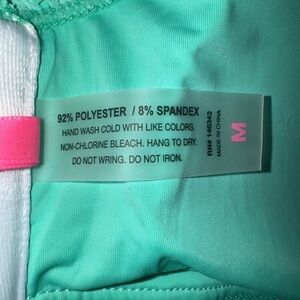 92% POLYESTER / 8% SPANDEX
HAND WASH COLD WITH LIKE COLORS.
NON-CHLORINE BLEACH. HANG TO DRY.
DO NOT WRING. DO NOT IRON.
RN# 146342
MADE IN CHINA
M